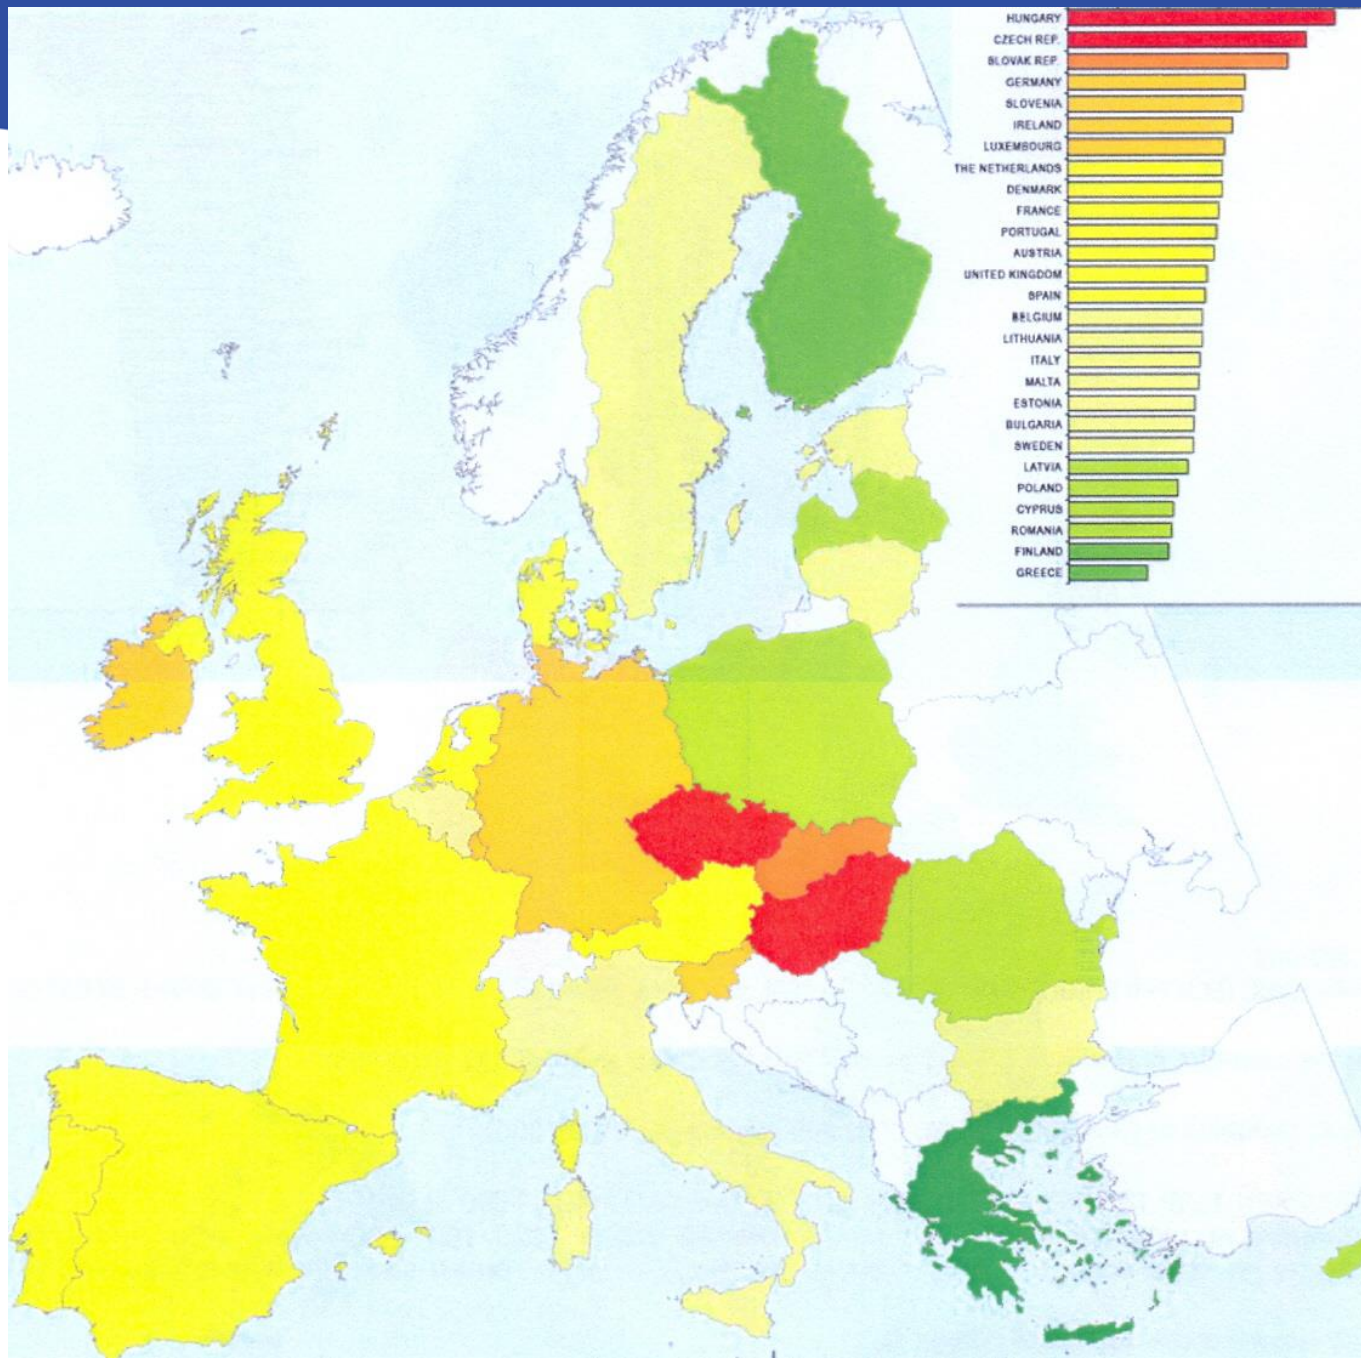 HUNGARY
CZECH REP.
SLOVAK REP.
GERMANY
SLOVENIA
IRELAND
LUXEMBOURG
THE NETHERLANDS
DENMARK
FRANCE
PORTUGAL
AUSTRIA
UNITED KINGDOM
SPAIN
BELGIUM
LITHUANIA
ITALY
MALTA
ESTONIA
BULGARIA
SWEDEN
LATVIA
POLAND
CYPRUS
ROMANIA
FINLAND
GREECE